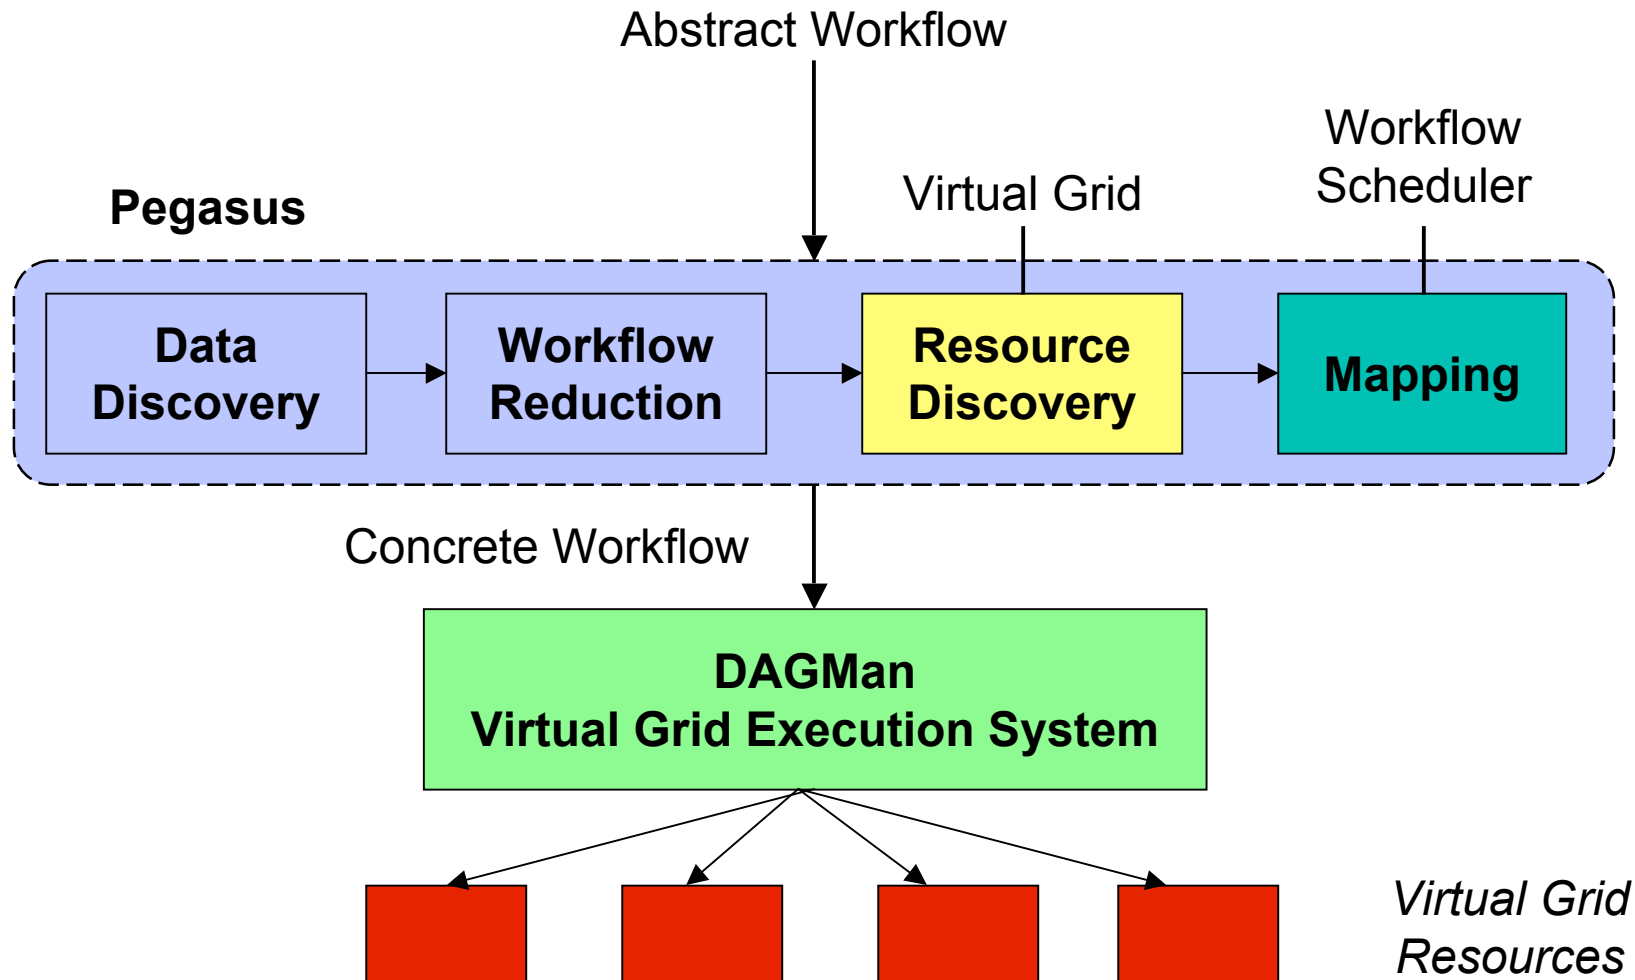 Abstract Workflow
Workflow
Scheduler
Virtual Grid
Pegasus
Data
Discovery
Workflow
Reduction
Resource
Discovery
Mapping
Concrete Workflow
DAGMan
Virtual Grid Execution System
Virtual Grid
Resources